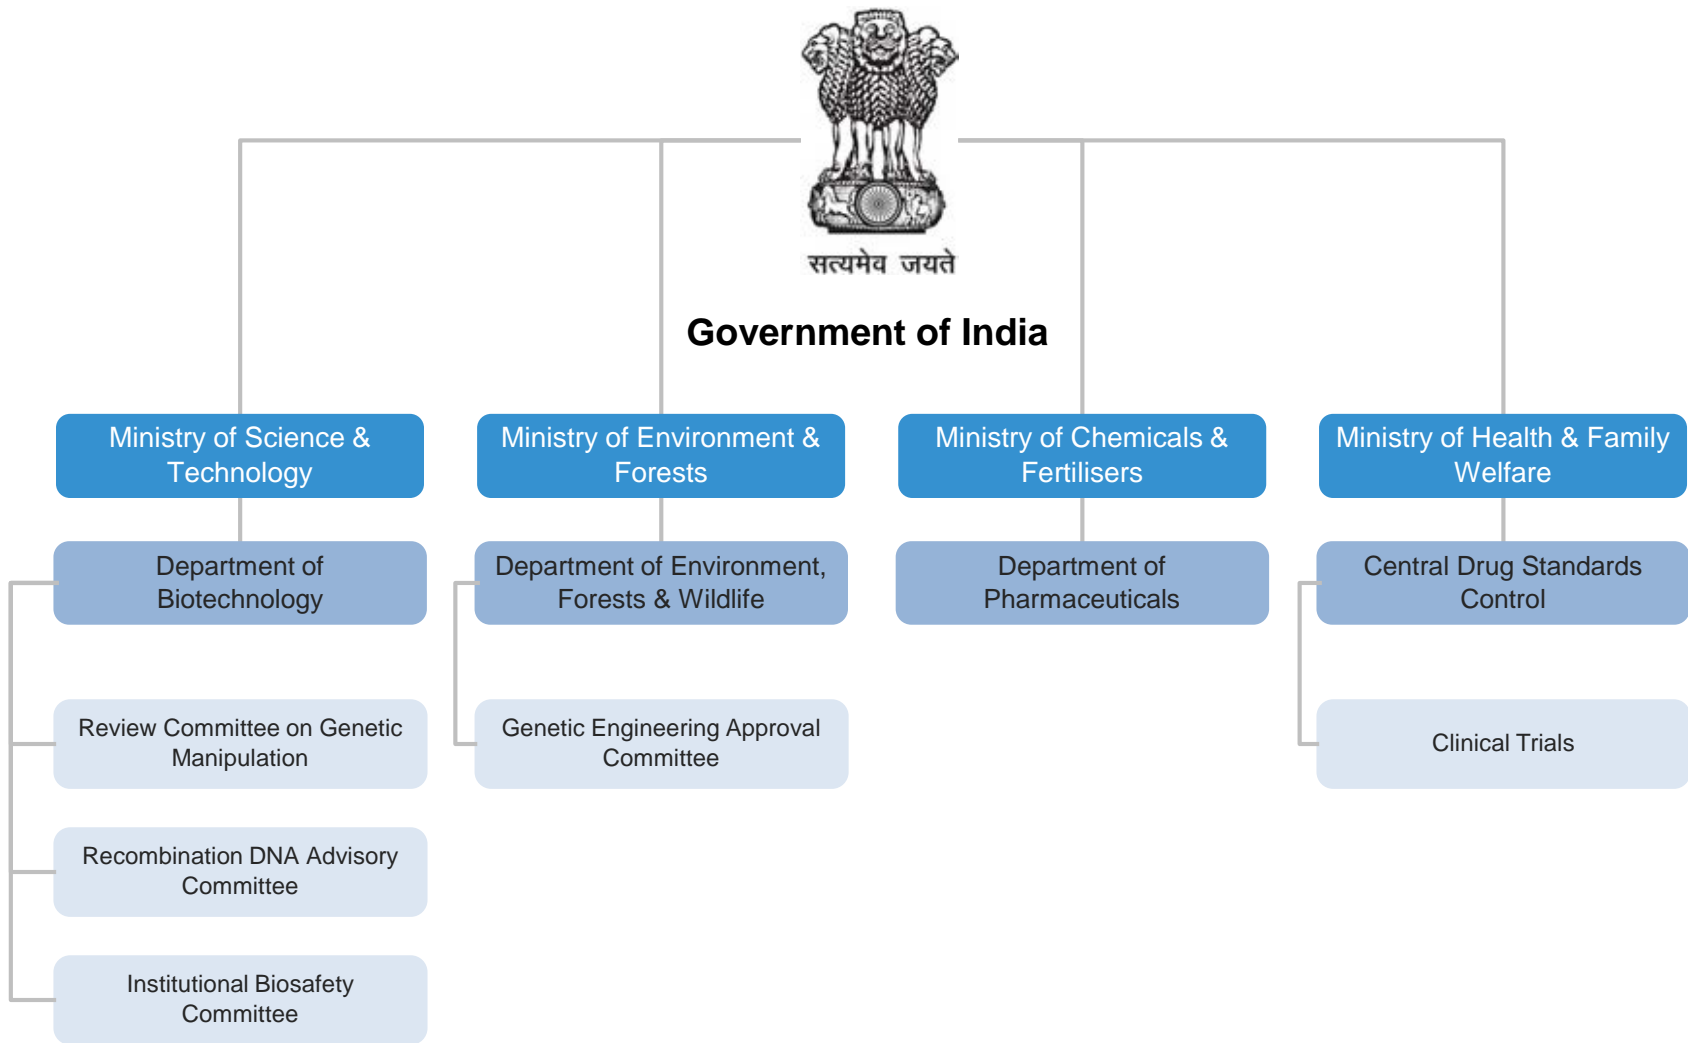 सत्यमेव जयते
Government of India
Ministry of Science &
Technology
Ministry of Environment &
Forests
Ministry of Chemicals &
Fertilisers
Ministry of Health & Family
Welfare
Department of
Biotechnology
Department of Environment,
Forests & Wildlife
Department of
Pharmaceuticals
Central Drug Standards
Control
Review Committee on Genetic
Manipulation
Genetic Engineering Approval
Committee
Clinical Trials
Recombination DNA Advisory
Committee
Institutional Biosafety
Committee